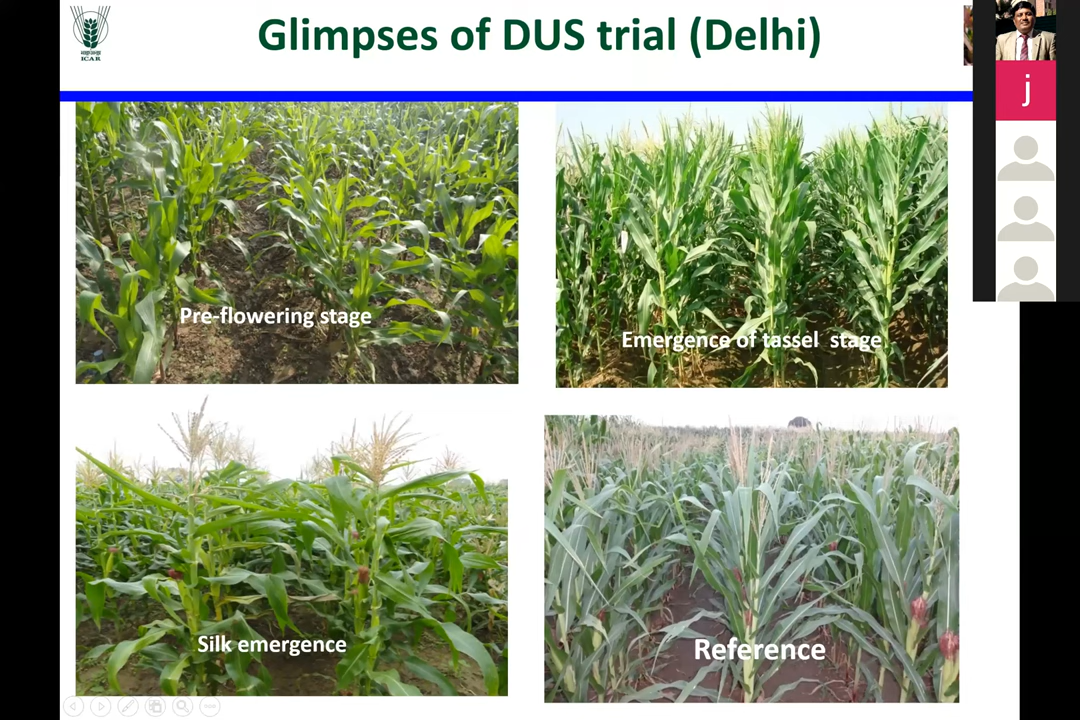 Glimpses of DUS trial (Delhi)
ICAR
j
Pre-flowering stage
Emergence of tassel stage
Silk emergence
Reference